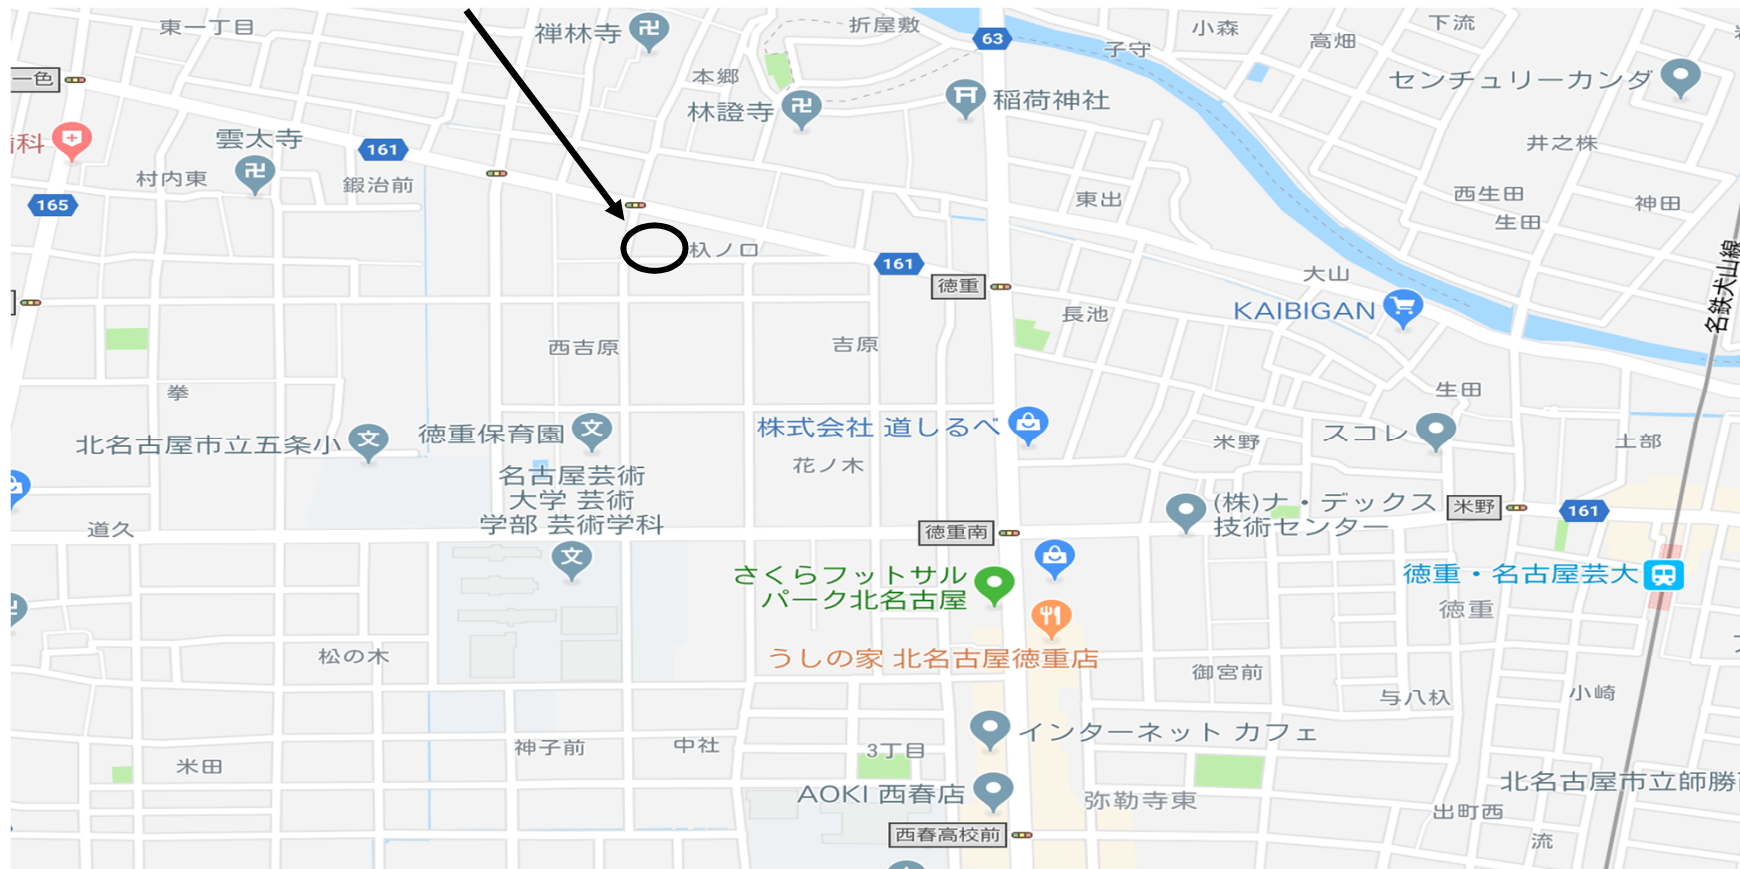 東一丁目
禅林寺
折屋敷
63
子守
小森
高畑
下流
一色
本郷
林證寺
稲荷神社
センチュリーカンダ
歯科
雲太寺
161
村内東
鍛治前
165
井之株
東出
西生田
生田
神田
杁ノ口
161
徳重
大山
名鉄犬山線
KAIBIGAN
長池
西吉原
吉原
拳
生田
北名古屋市立五条小
徳重保育園
株式会社 道しるべ
米野
スコレ
土部
花ノ木
名古屋芸術
大学 芸術
学部 芸術学科
道久
徳重南
(株)ナ・デックス
技術センター
米野
161
さくらフットサル
パーク北名古屋
徳重・名古屋芸大
徳重
松の木
うしの家 北名古屋徳重店
御宮前
与八杁
小崎
インターネット カフェ
神子前
中社
3丁目
米田
AOKI 西春店
弥勒寺東
北名古屋市立師勝
出町西
西春高校前
流